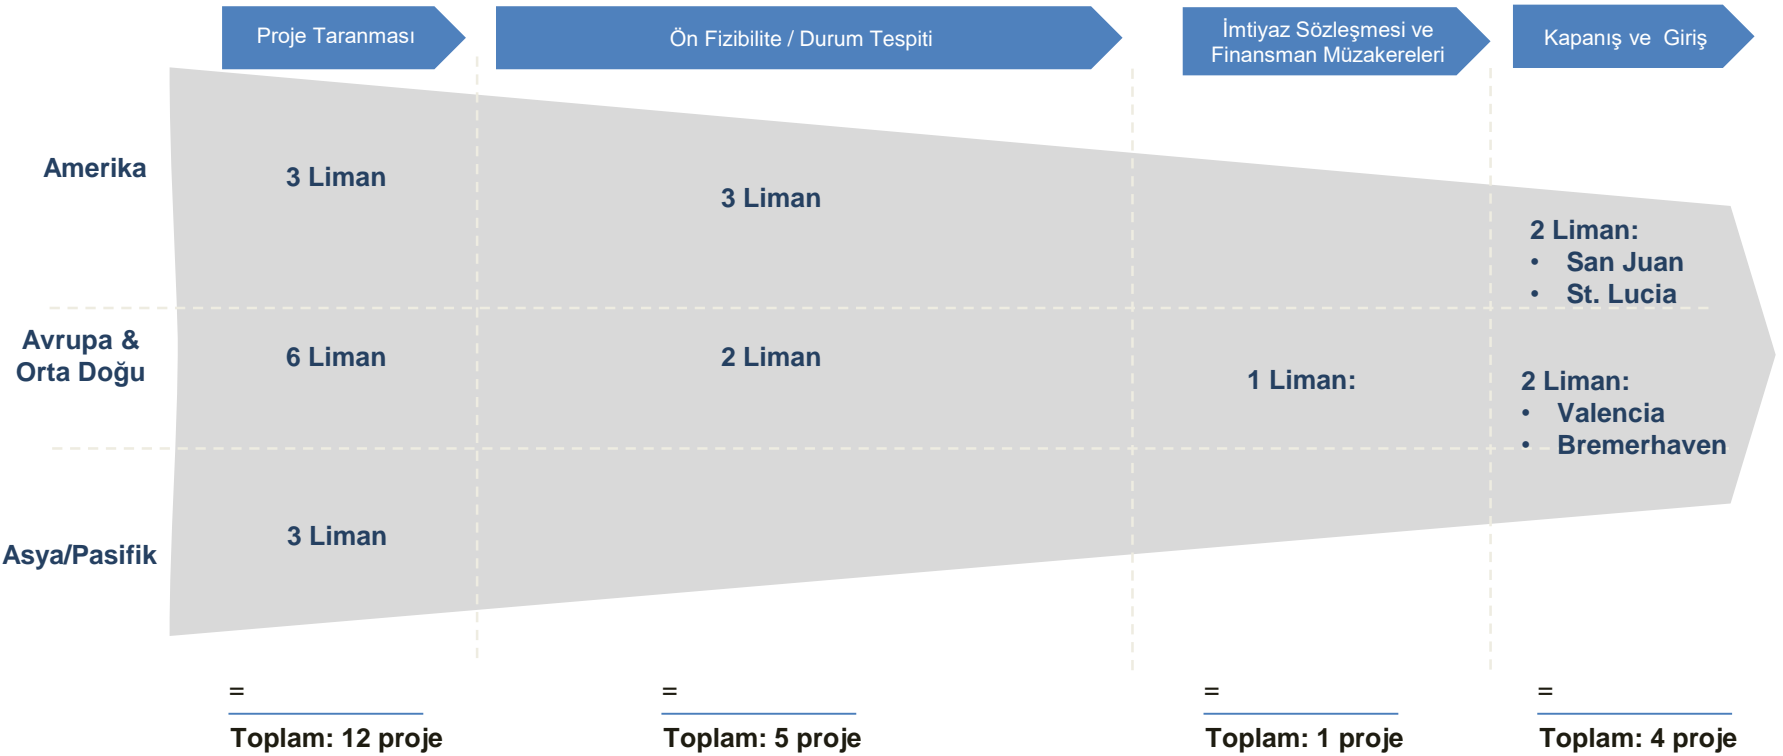 Proje Taranması
Ön Fizibilite / Durum Tespiti
İmtiyaz Sözleşmesi ve
Finansman Müzakereleri
Kapanış ve Giriş
Amerika
3 Liman
3 Liman
2 Liman:
• San Juan
• St. Lucia
Avrupa &
Orta Doğu
6 Liman
2 Liman
1 Liman:
2 Liman:
• Valencia
• Bremerhaven
Asya/Pasifik
3 Liman
=
Toplam: 12 proje
=
Toplam: 5 proje
=
Toplam: 1 proje
=
Toplam: 4 proje